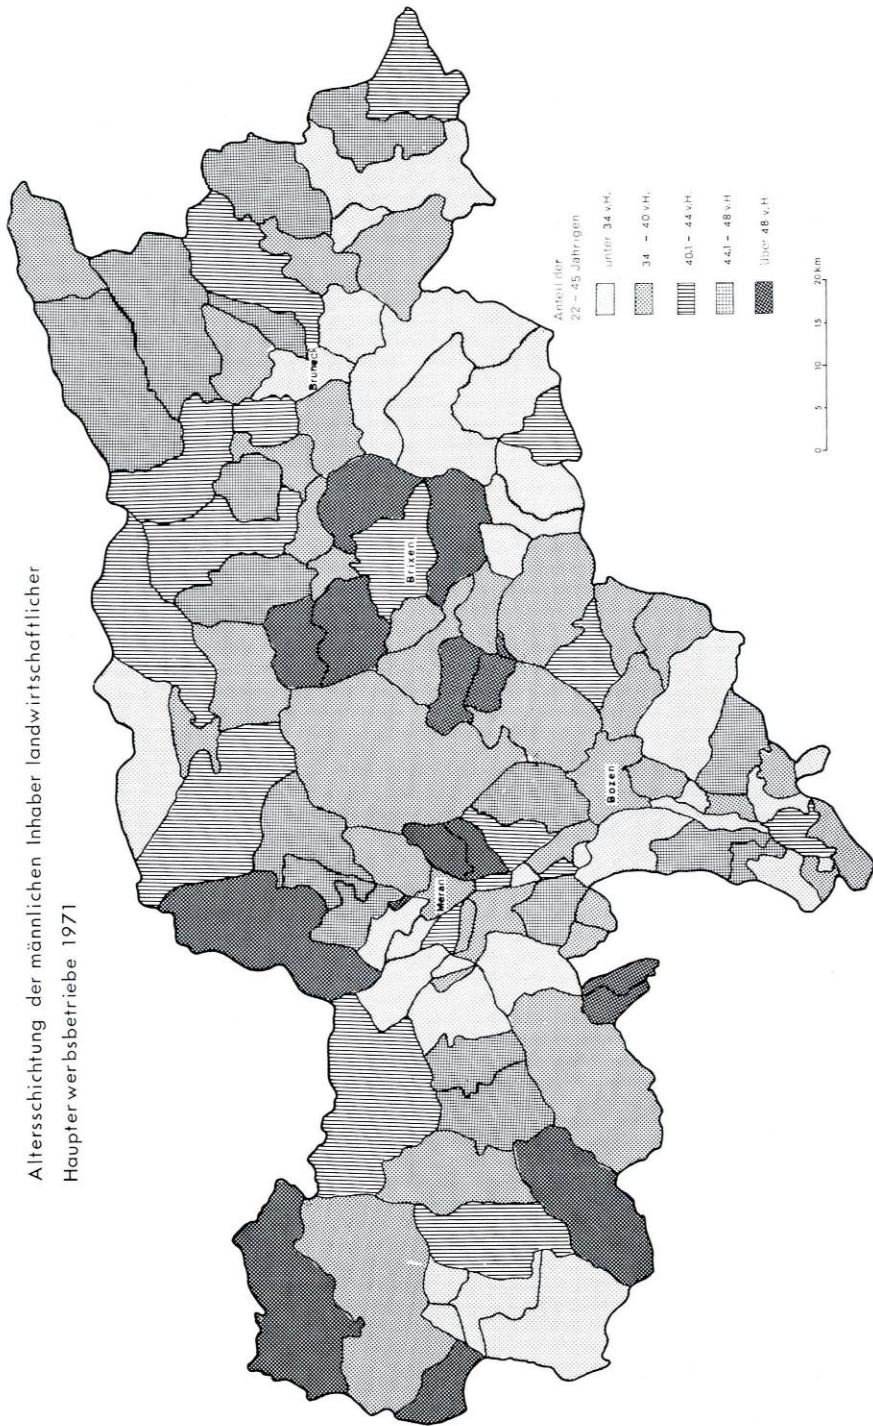 Altersschichtung der männlichen Inhaber landwirtschaftlicher
Haupterwerbsbetriebe 1971
Bruneck
Brixen
Meran
Bozen
Anteil der
22 – 45 Jährigen
unter 34 v.H.
34 – 40 v.H.
40,1 – 44 v.H.
44,1 – 48 v.H
über 48 v.H
0 5 10 15 20 km